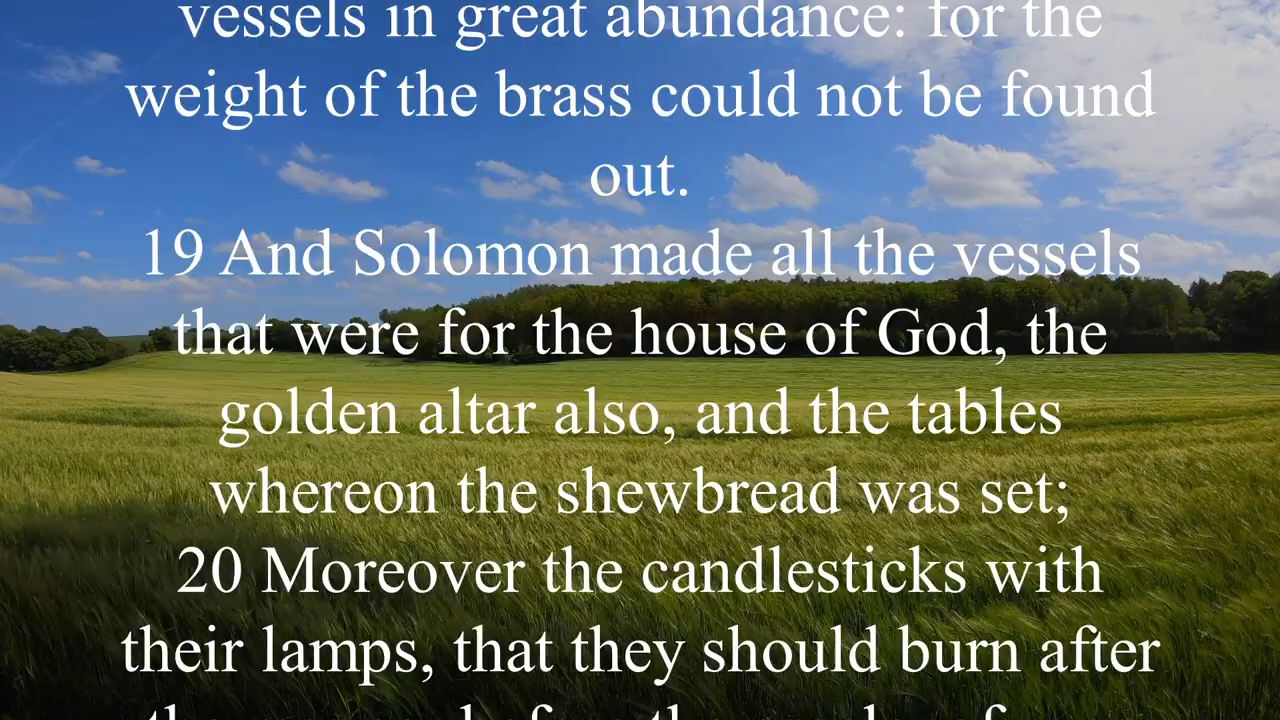 vessels in great abundance: for the
weight of the brass could not be found
out.
19 And Solomon made all the vessels
that were for the house of God, the
golden altar also, and the tables
whereon the shewbread was set;
20 Moreover the candlesticks with
their lamps, that they should burn after